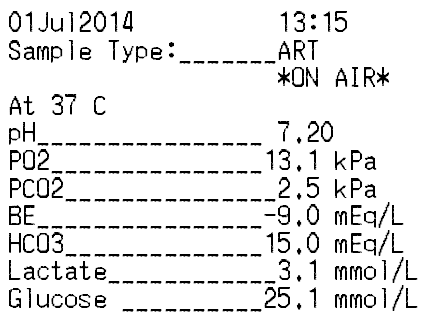 01Jul2014 13:15
Sample Type:_______ART
*ON AIR*
At 37 C
pH________________ 7.20
PO2______________13.1 kPa
PCO2______________2.5 kPa
BE_______________-9.0 mEq/L
HCO3_____________15.0 mEq/L
Lactate___________3.1 mmol/L
Glucose _________25.1 mmol/L